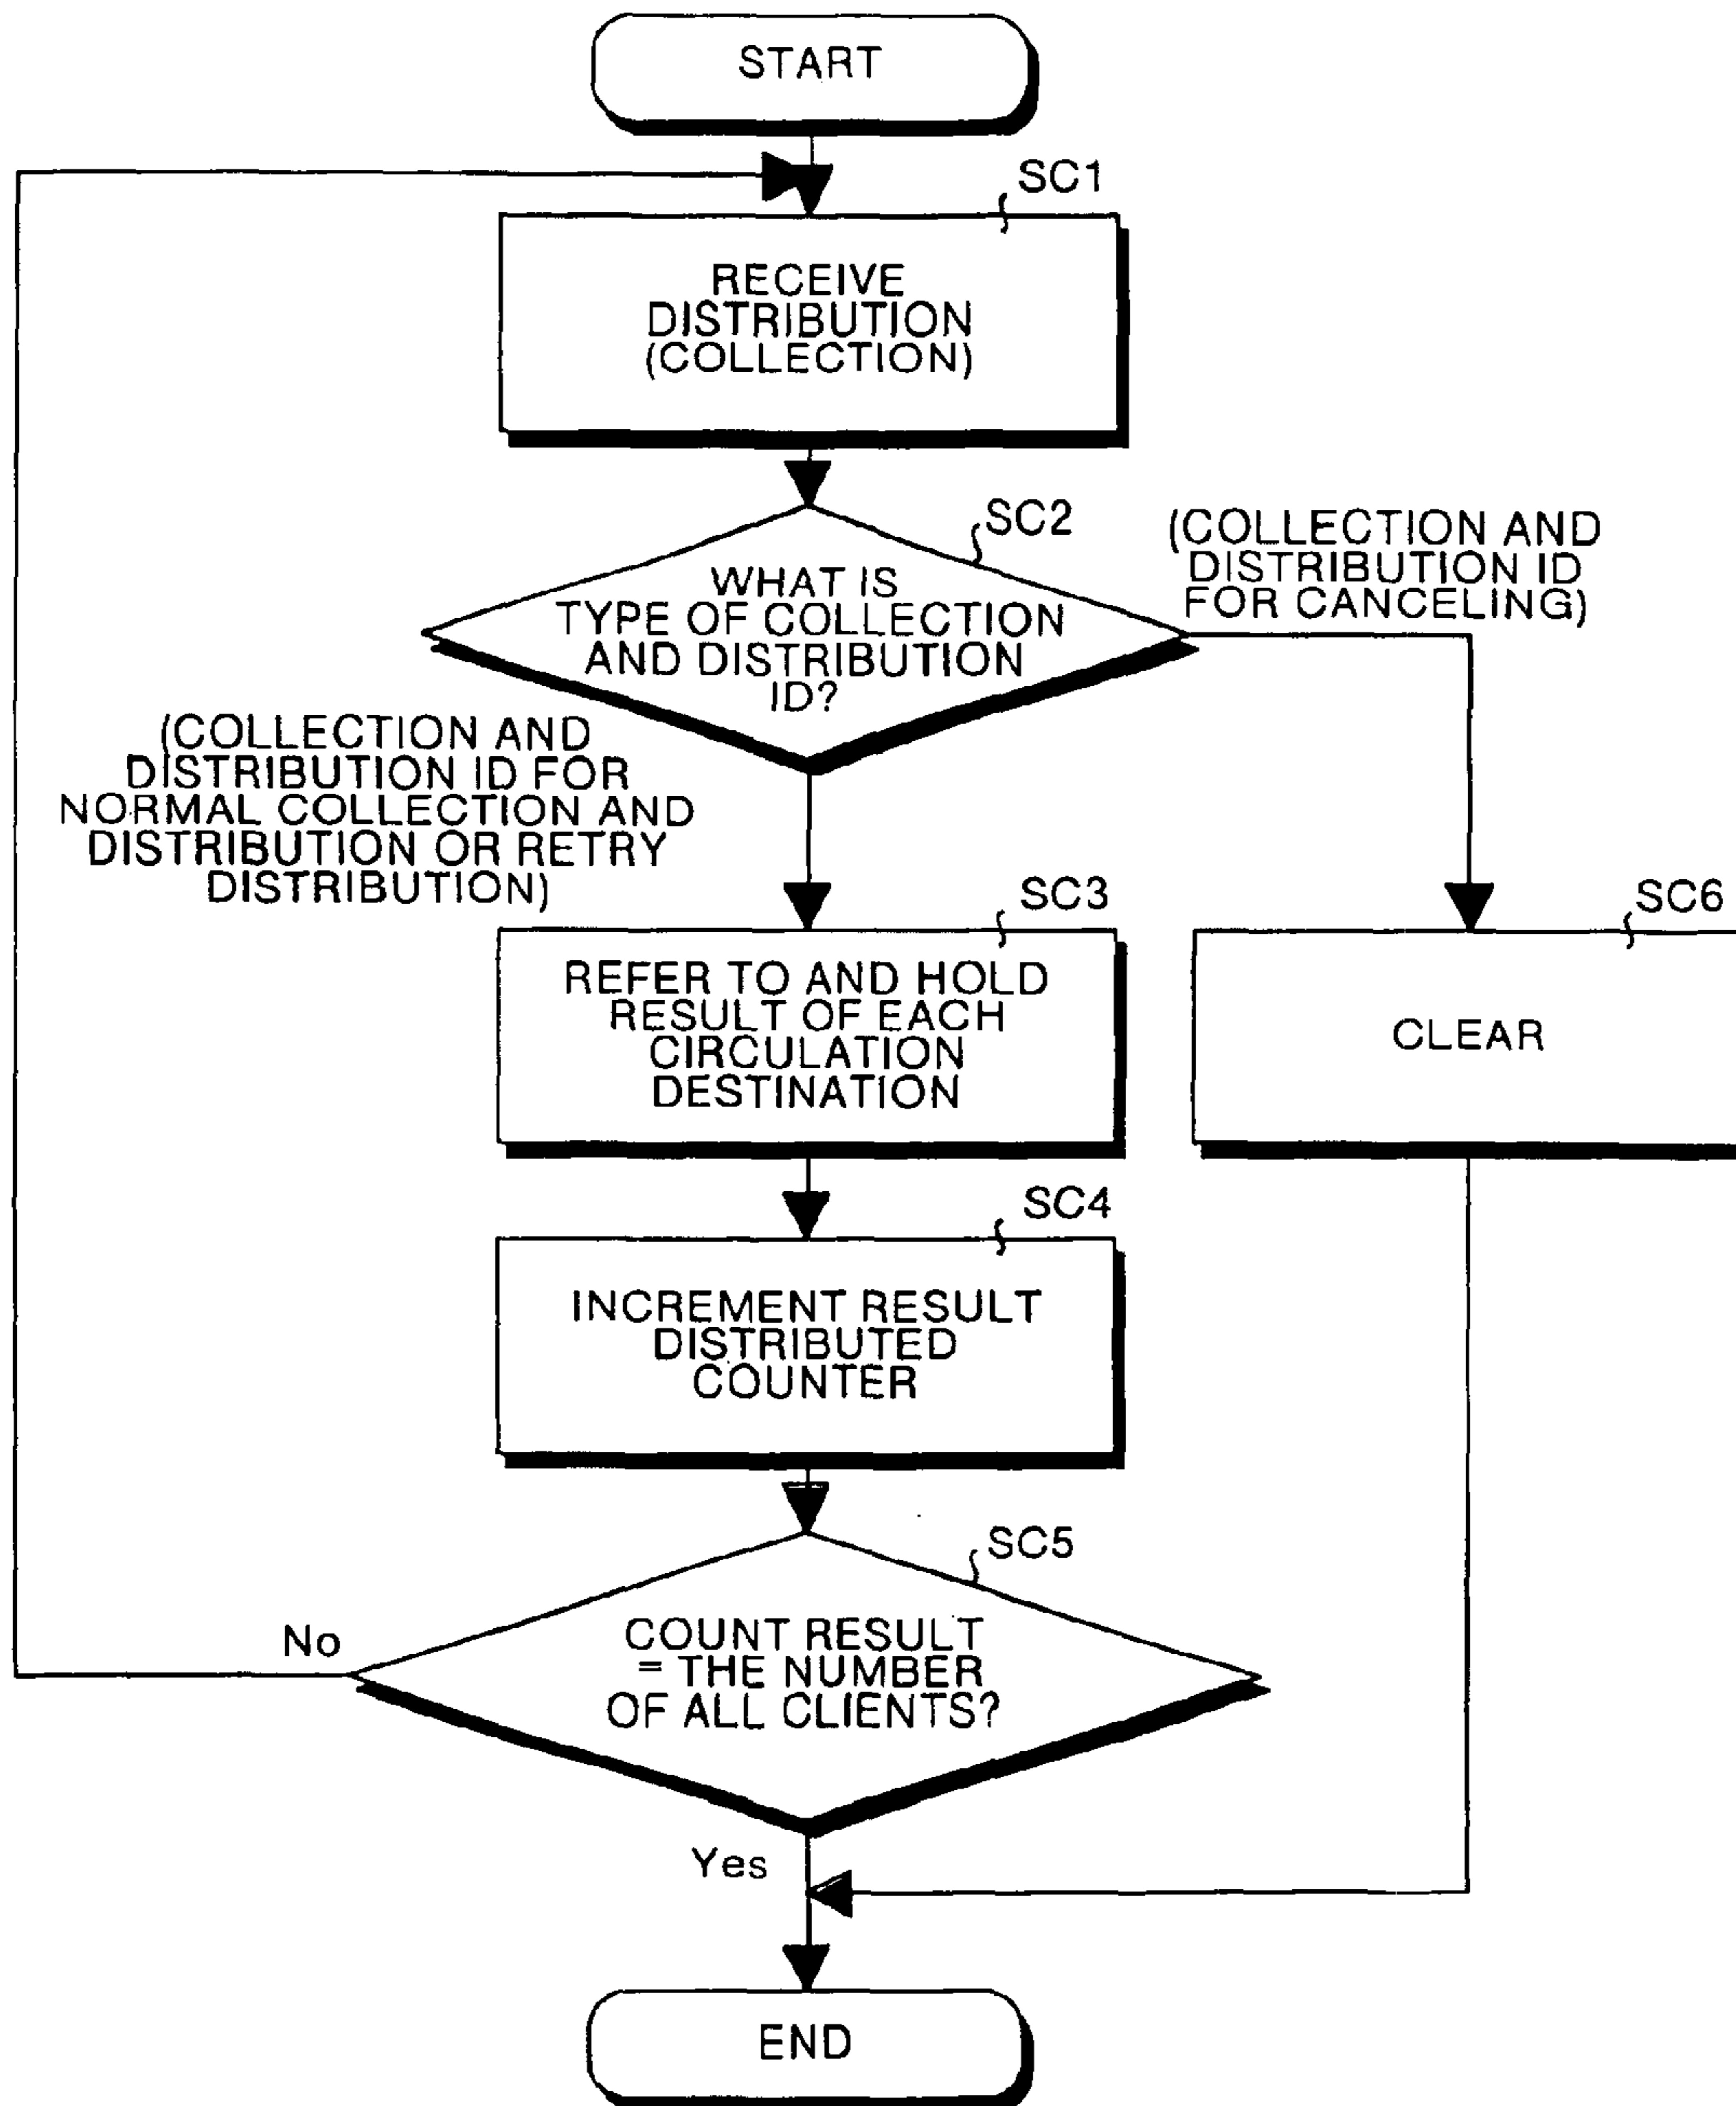 START
SC1
RECEIVE
DISTRIBUTION
(COLLECTION)
SC2
WHAT IS
TYPE OF COLLECTION
AND DISTRIBUTION
ID?
(COLLECTION AND
DISTRIBUTION ID
FOR CANCELING)
(COLLECTION AND
DISTRIBUTION ID FOR
NORMAL COLLECTION AND
DISTRIBUTION OR RETRY
DISTRIBUTION)
SC3
REFER TO AND HOLD
RESULT OF EACH
CIRCULATION
DESTINATION
SC6
CLEAR
SC4
INCREMENT RESULT
DISTRIBUTED
COUNTER
SC5
COUNT RESULT
= THE NUMBER
OF ALL CLIENTS?
No
Yes
END